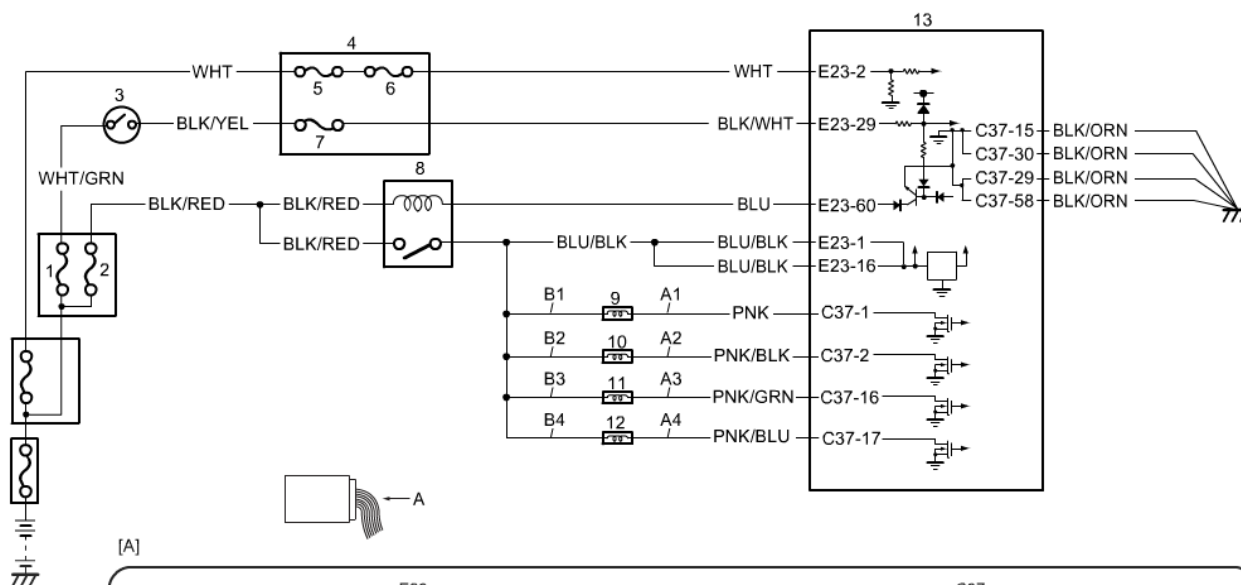 13
4
WHT
5
6
WHT
E23-2
3
BLK/YEL
7
BLK/WHT
E23-29
C37-15
BLK/ORN
C37-30
BLK/ORN
WHT/GRN
8
C37-29
BLK/ORN
BLK/RED
BLK/RED
BLU
E23-60
C37-58
BLK/ORN
BLK/RED
BLU/BLK
BLU/BLK
E23-1
1
2
BLU/BLK
E23-16
B1
9
A1
PNK
C37-1
B2
10
A2
PNK/BLK
C37-2
B3
11
A3
PNK/GRN
C37-16
B4
12
A4
PNK/BLU
C37-17
A
[A]